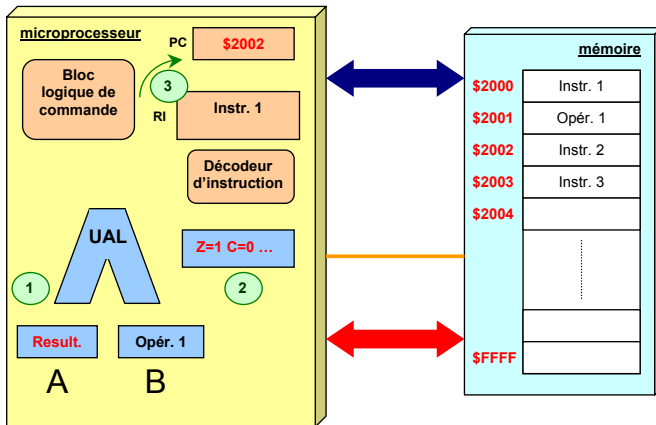 microprocesseur
PC
$2002
Bloc
logique de
commande
3
RI
Instr. 1
Décodeur
d'instruction
UAL
Z=1 C=0 ...
1
2
Result.
Opér. 1
A
B
mémoire
$2000
Instr. 1
$2001
Opér. 1
$2002
Instr. 2
$2003
Instr. 3
$2004
$FFFF